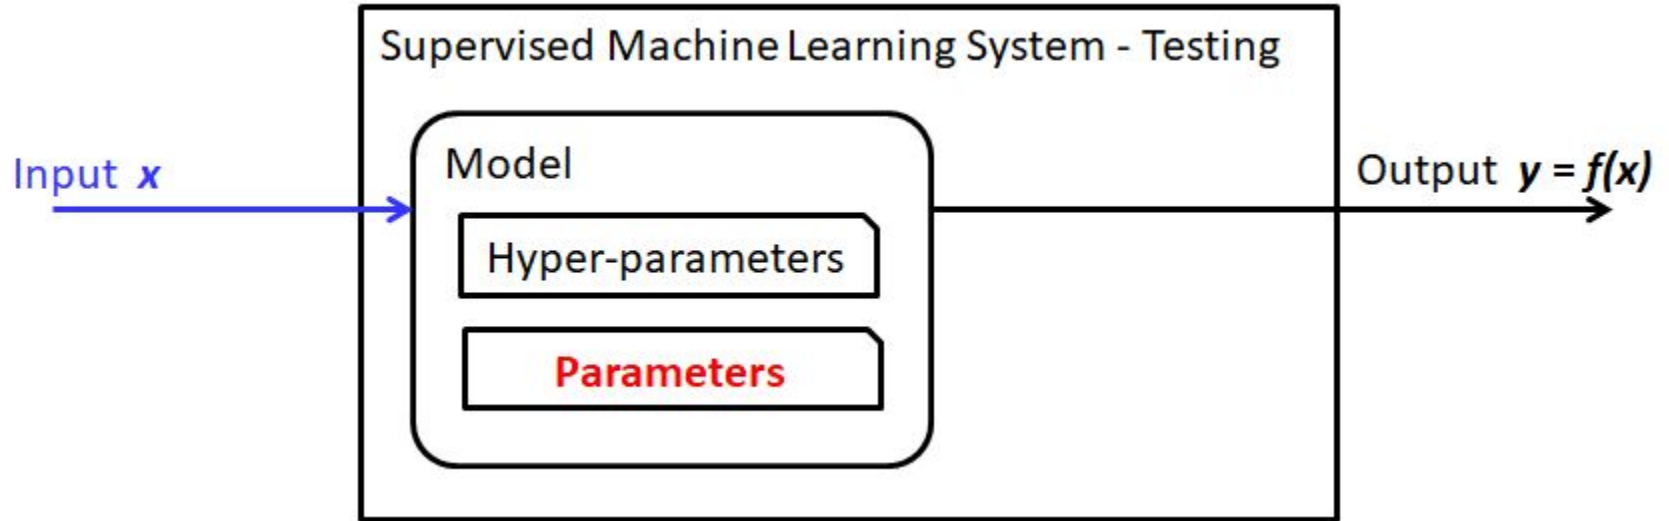 Supervised Machine Learning System - Testing
Input x
Model
Hyper-parameters
Parameters
Output y = f(x)